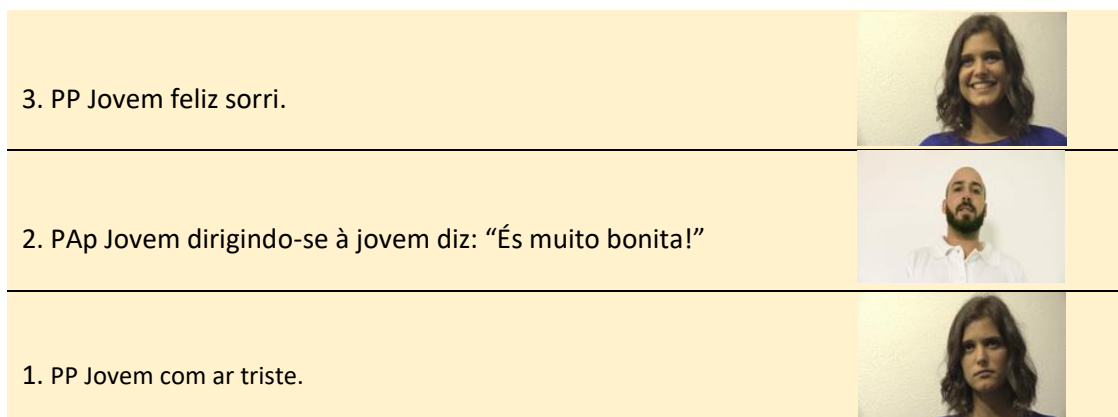 3. PP Jovem feliz sorri.
2. PAp Jovem dirigindo-se à jovem diz: “És muito bonita!”
1. PP Jovem com ar triste.